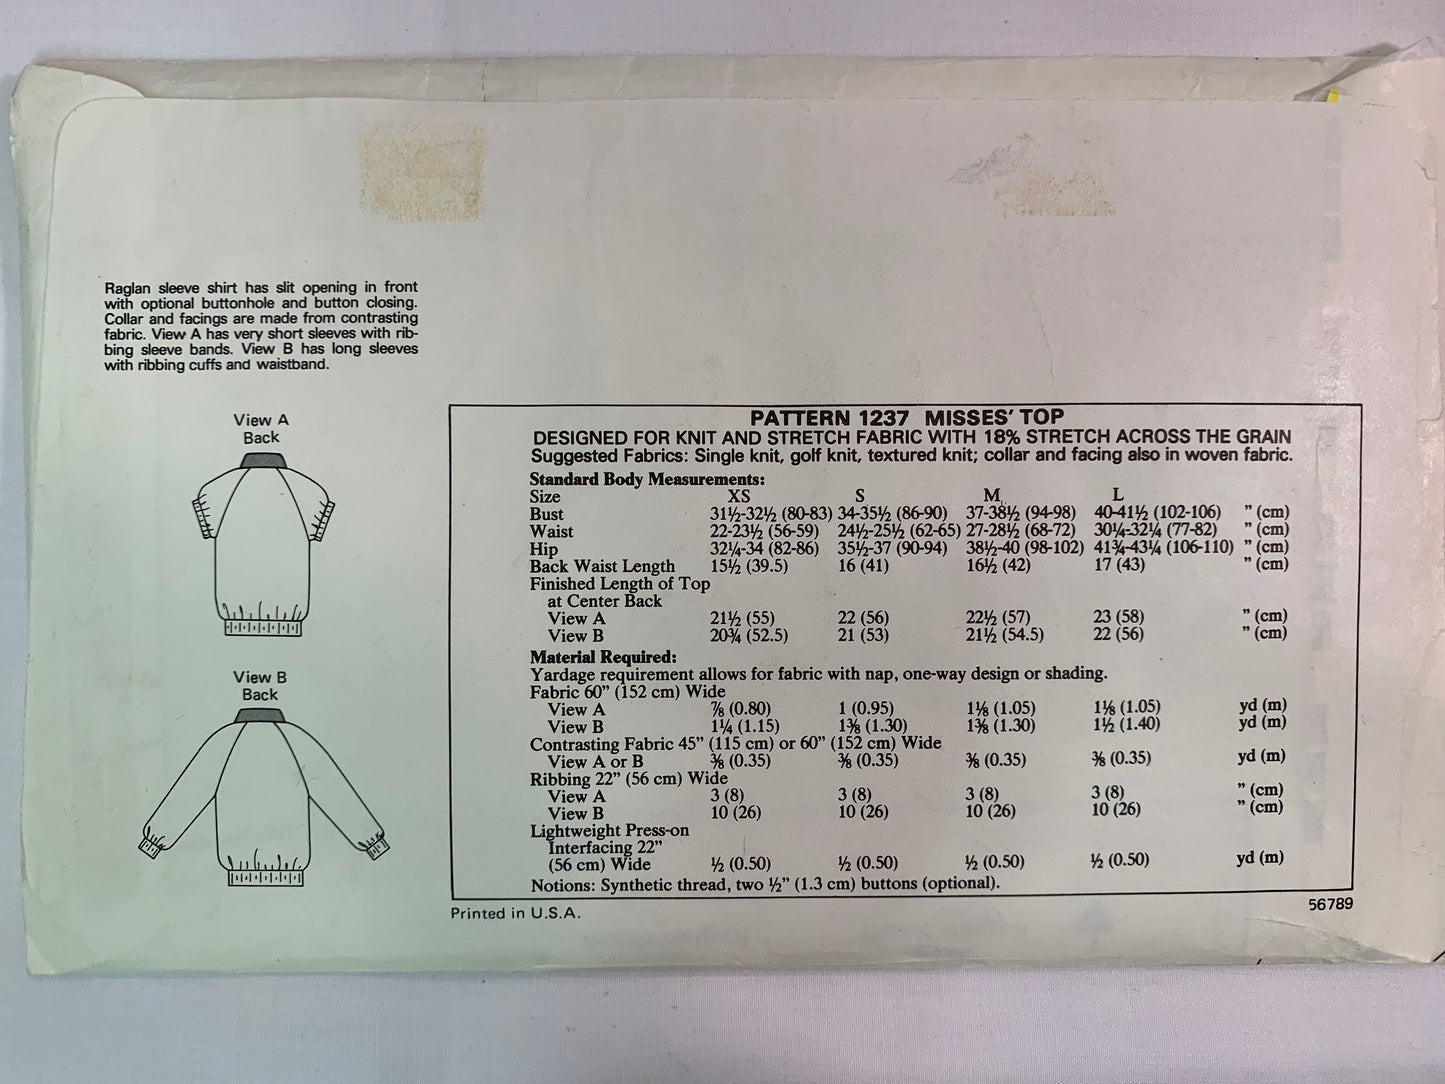 Raglan sleeve shirt has slit opening in front
with optional buttonhole and button closing.
Collar and facings are made from contrasting
fabric. View A has very short sleeves with rib-
bing sleeve bands. View B has long sleeves
with ribbing cuffs and waistband.
View A
Back
View B
Back
PATTERN 1237 MISSES' TOP
DESIGNED FOR KNIT AND STRETCH FABRIC WITH 18% STRETCH ACROSS THE GRAIN
Suggested Fabrics: Single knit, golf knit, textured knit; collar and facing also in woven fabric.
Standard Body Measurements:
Size XS S M L
Bust 31½-32½ (80-83) 34-35½ (86-90) 37-38½ (94-98) 40-41½ (102-106) ” (cm)
Waist 22-23½ (56-59) 24½-25½ (62-65) 27-28½ (68-72) 30¼-32¼ (77-82) ” (cm)
Hip 32¼-34 (82-86) 35½-37 (90-94) 38½-40 (98-102) 41¾-43¼ (106-110) ” (cm)
Back Waist Length 15½ (39.5) 16 (41) 16½ (42) 17 (43) ” (cm)
Finished Length of Top
at Center Back
View A 21½ (55) 22 (56) 22½ (57) 23 (58) ” (cm)
View B 20¾ (52.5) 21 (53) 21½ (54.5) 22 (56) ” (cm)
Material Required:
Yardage requirement allows for fabric with nap, one-way design or shading.
Fabric 60” (152 cm) Wide
View A ⅞ (0.80) 1 (0.95) 1⅛ (1.05) 1⅛ (1.05) yd (m)
View B 1¼ (1.15) 1⅜ (1.30) 1⅜ (1.30) 1½ (1.40) yd (m)
Contrasting Fabric 45” (115 cm) or 60” (152 cm) Wide
View A or B ⅜ (0.35) ⅜ (0.35) ⅜ (0.35) ⅜ (0.35) yd (m)
Ribbing 22” (56 cm) Wide
View A 3 (8) 3 (8) 3 (8) 3 (8) ” (cm)
View B 10 (26) 10 (26) 10 (26) 10 (26) ” (cm)
Lightweight Press-on
Interfacing 22”
(56 cm) Wide ½ (0.50) ½ (0.50) ½ (0.50) ½ (0.50) yd (m)
Notions: Synthetic thread, two ½” (1.3 cm) buttons (optional).
Printed in U.S.A.
56789